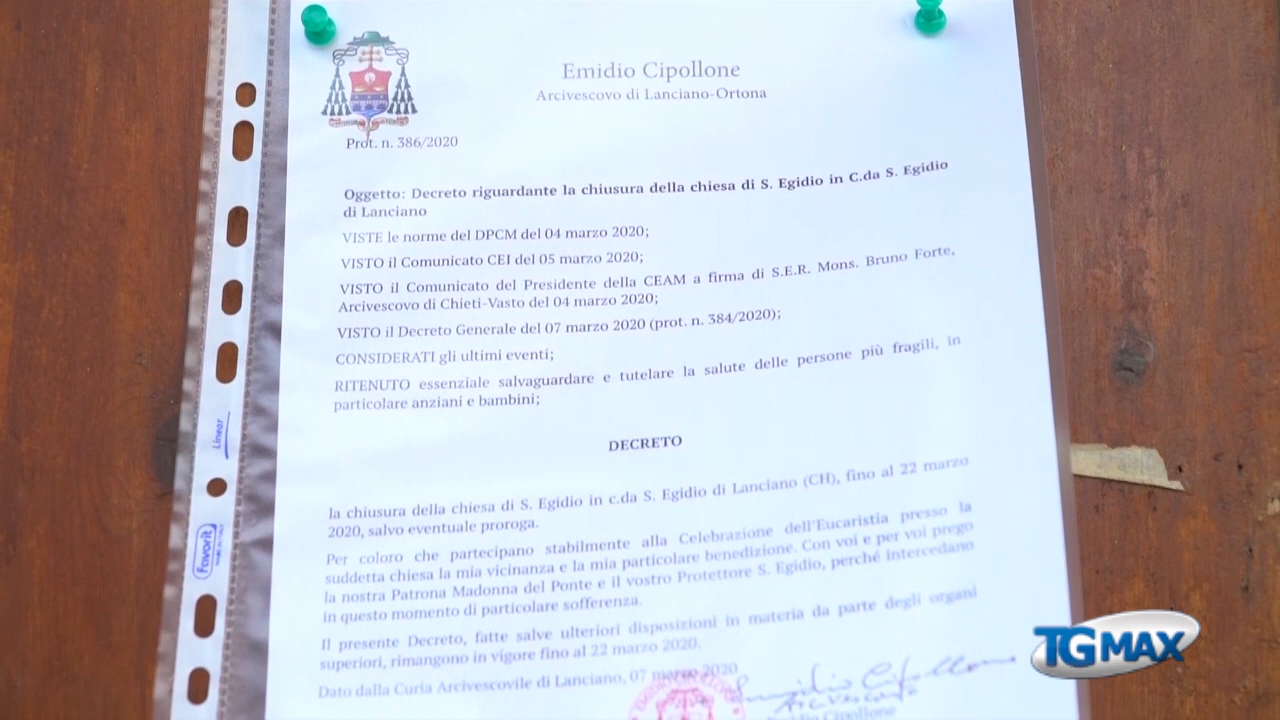 Emidio Cipollone
Arcivescovo di Lanciano-Ortona
Prot. n. 386/2020
Oggetto: Decreto riguardante la chiusura della chiesa di S. Egidio in C.da S. Egidio
di Lanciano
VISTE le norme del DPCM del 04 marzo 2020;
VISTO il Comunicato CEI del 05 marzo 2020;
VISTO il Comunicato del Presidente della CEAM a firma di S.E.R. Mons. Bruno Forte,
Arcivescovo di Chieti-Vasto del 04 marzo 2020;
VISTO il Decreto Generale del 07 marzo 2020 (prot. n. 384/2020);
CONSIDERATI gli ultimi eventi;
RITENUTO essenziale salvaguardare e tutelare la salute delle persone più fragili, in
particolare anziani e bambini;
DECRETO
la chiusura della chiesa di S. Egidio in c.da S. Egidio di Lanciano (CH), fino al 22 marzo
2020, salvo eventuale proroga.
Per coloro che partecipano stabilmente alla Celebrazione dell'Eucaristia presso la
suddetta chiesa la mia vicinanza e la mia particolare benedizione. Con voi e per voi prego
la nostra Patrona Madonna del Ponte e il vostro Protettore S. Egidio, perché intercedano
in questo momento di particolare sofferenza.
Il presente Decreto, fatte salve ulteriori disposizioni in materia da parte degli organi
superiori, rimangono in vigore fino al 22 marzo 2020.
Dato dalla Curia Arcivescovile di Lanciano, 07 marzo 2020
Emidio Cipollone
Arcivescovo
Emidio Cipollone
Linear
Favorit
TGMAX